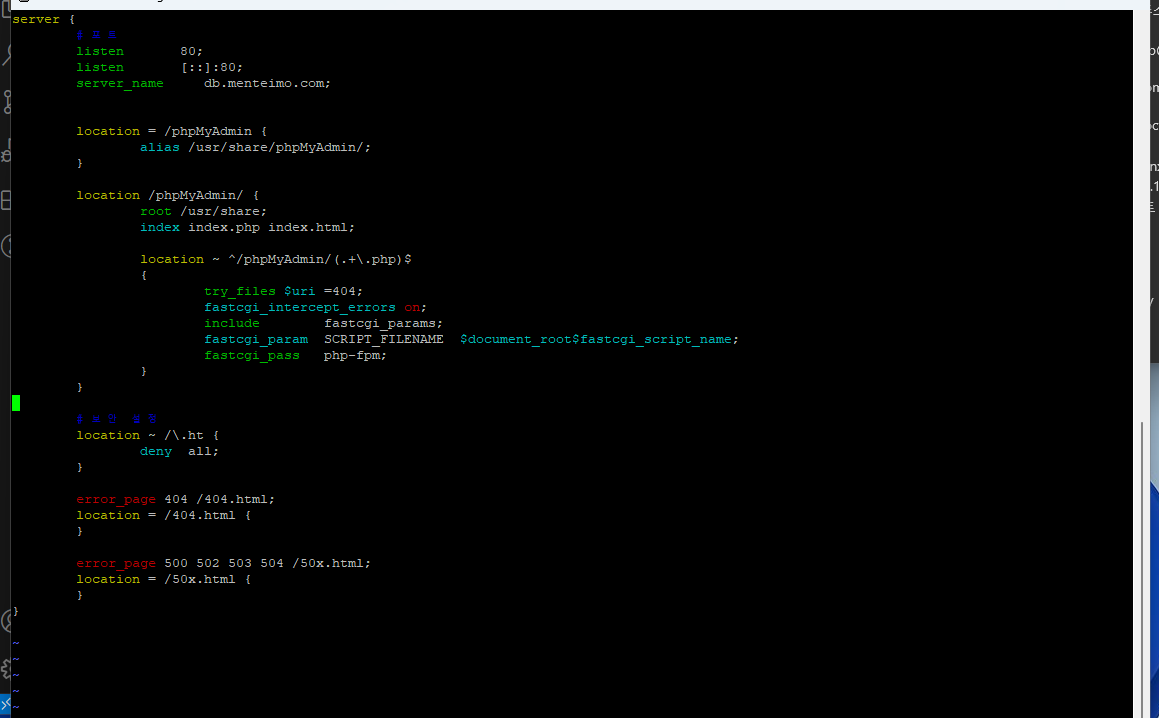 server {
#
listen 80;
listen [::]:80;
server_name db.menteimo.com;
location = /phpMyAdmin {
alias /usr/share/phpMyAdmin/;
}
location /phpMyAdmin/ {
root /usr/share;
index index.php index.html;
location ~ ^/phpMyAdmin/(.+\.php)$
{
try_files $uri =404;
fastcgi_intercept_errors on;
include fastcgi_params;
fastcgi_param SCRIPT_FILENAME $document_root$fastcgi_script_name;
fastcgi_pass php-fpm;
}
}
#
location ~ /\.ht {
deny all;
}
error_page 404 /404.html;
location = /404.html {
}
error_page 500 502 503 504 /50x.html;
location = /50x.html {
}
}
~
~
~
~
~